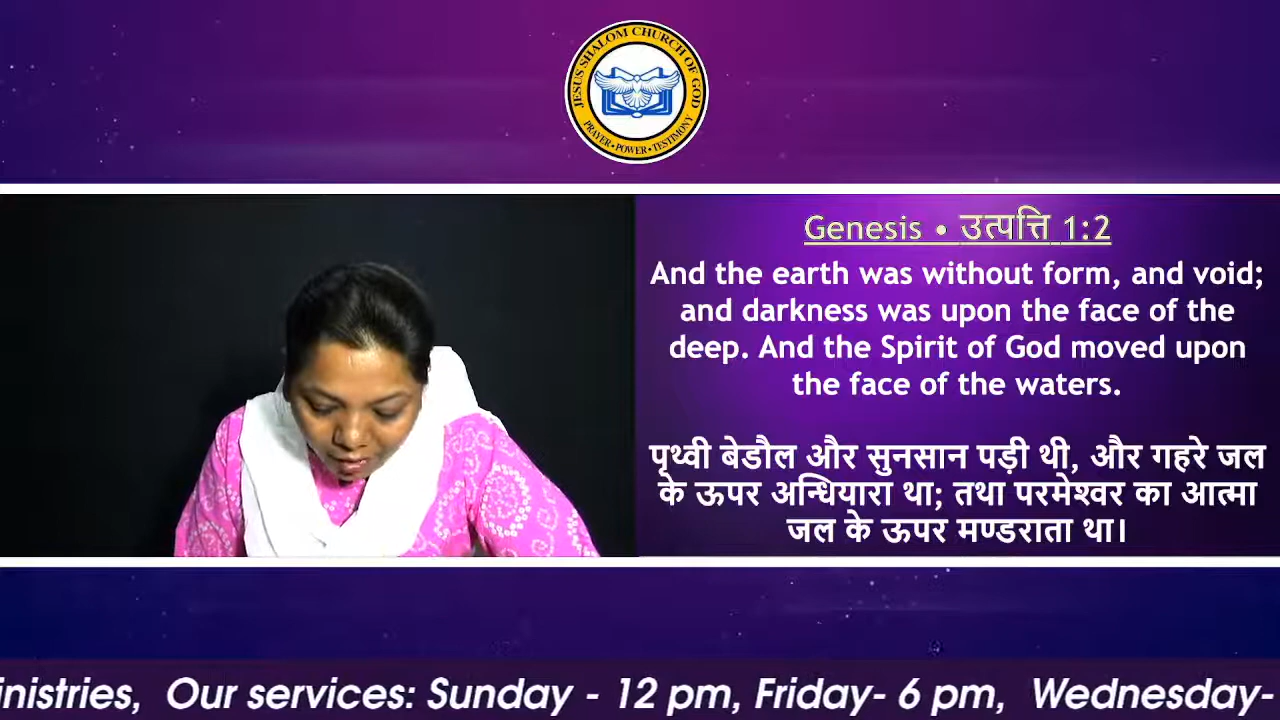 JESUS SHALOM CHURCH OF GOD
PRAYER • POWER • TESTIMONY
Genesis • उत्पत्ति 1:2
And the earth was without form, and void;
and darkness was upon the face of the
deep. And the Spirit of God moved upon
the face of the waters.
पृथ्वी बेडौल और सुनसान पड़ी थी, और गहरे जल
के ऊपर अन्धियारा था; तथा परमेश्वर का आत्मा
जल के ऊपर मण्डराता था।
inistries, Our services: Sunday - 12 pm, Friday- 6 pm, Wednesday-